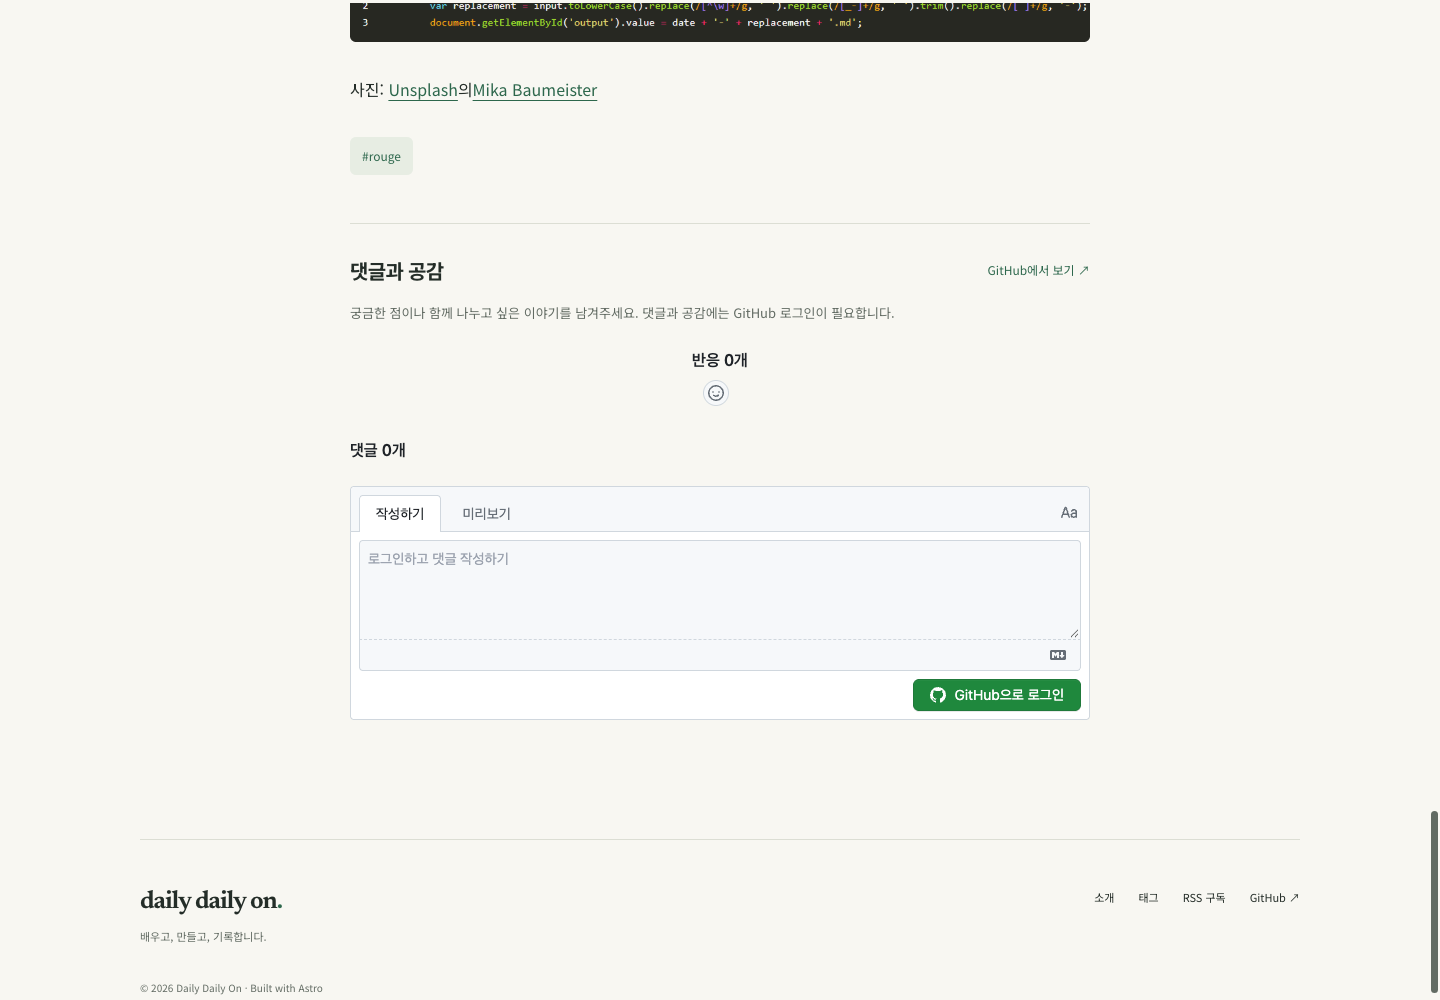 2 var replacement = input.toLowerCase().replace(/[^\w]+/g, ' ').replace(/[_-]+/g, ' ').trim().replace(/[ ]+/g, '-');
3 document.getElementById('output').value = date + '-' + replacement + '.md';
사진: Unsplash의Mika Baumeister
#rouge
댓글과 공감
GitHub에서 보기 ↗
궁금한 점이나 함께 나누고 싶은 이야기를 남겨주세요. 댓글과 공감에는 GitHub 로그인이 필요합니다.
반응 0개
댓글 0개
작성하기 미리보기 Aa
로그인하고 댓글 작성하기
GitHub으로 로그인
daily daily on.
소개 태그 RSS 구독 GitHub ↗
배우고, 만들고, 기록합니다.
© 2026 Daily Daily On · Built with Astro